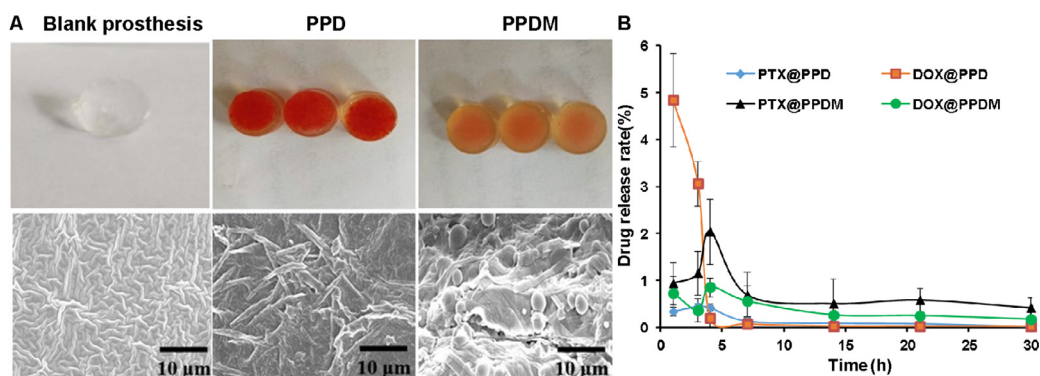 A Blank prosthesis PPD PPDM
10 μm 10 μm 10 μm
B
Drug release rate(%)
6
5
4
3
2
1
0
PTX@PPD DOX@PPD
PTX@PPDM DOX@PPDM
0 5 10 15 20 25 30
Time (h)